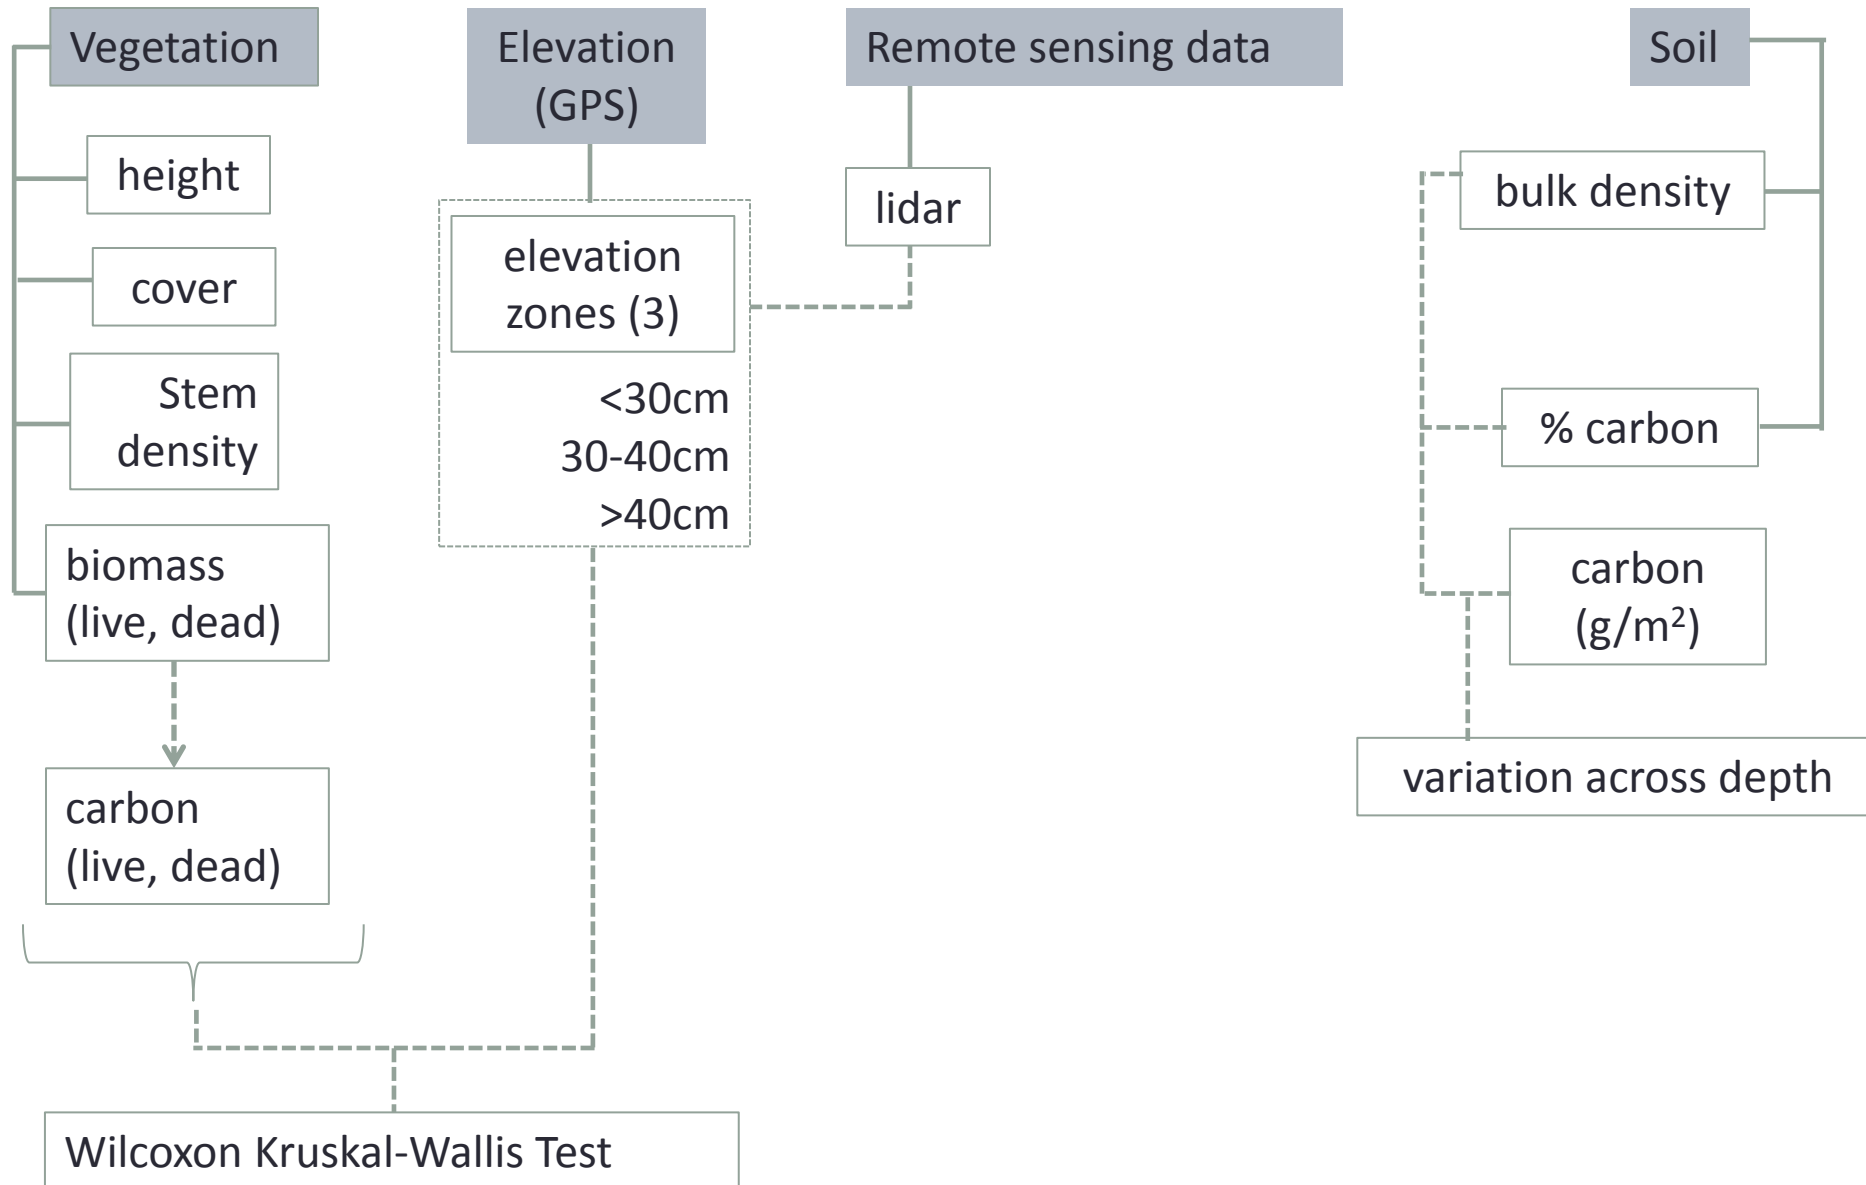 Vegetation
height
cover
Stem
density
biomass
(live, dead)
carbon
(live, dead)
Elevation
(GPS)
elevation
zones (3)
<30cm
30-40cm
>40cm
Remote sensing data
lidar
Soil
bulk density
% carbon
carbon
(g/m²)
variation across depth
Wilcoxon Kruskal-Wallis Test